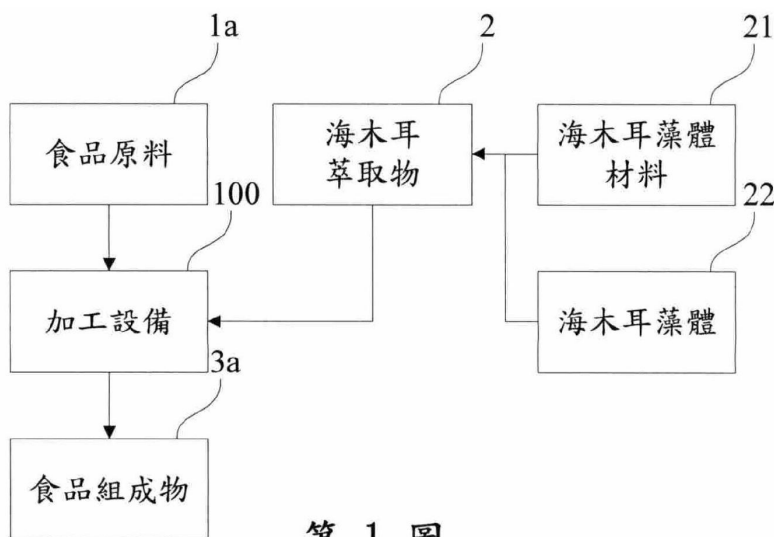 1a
2
21
食品原料
海木耳
萃取物
海木耳藻體
材料
100
22
加工設備
海木耳藻體
3a
食品組成物
第 1 圖